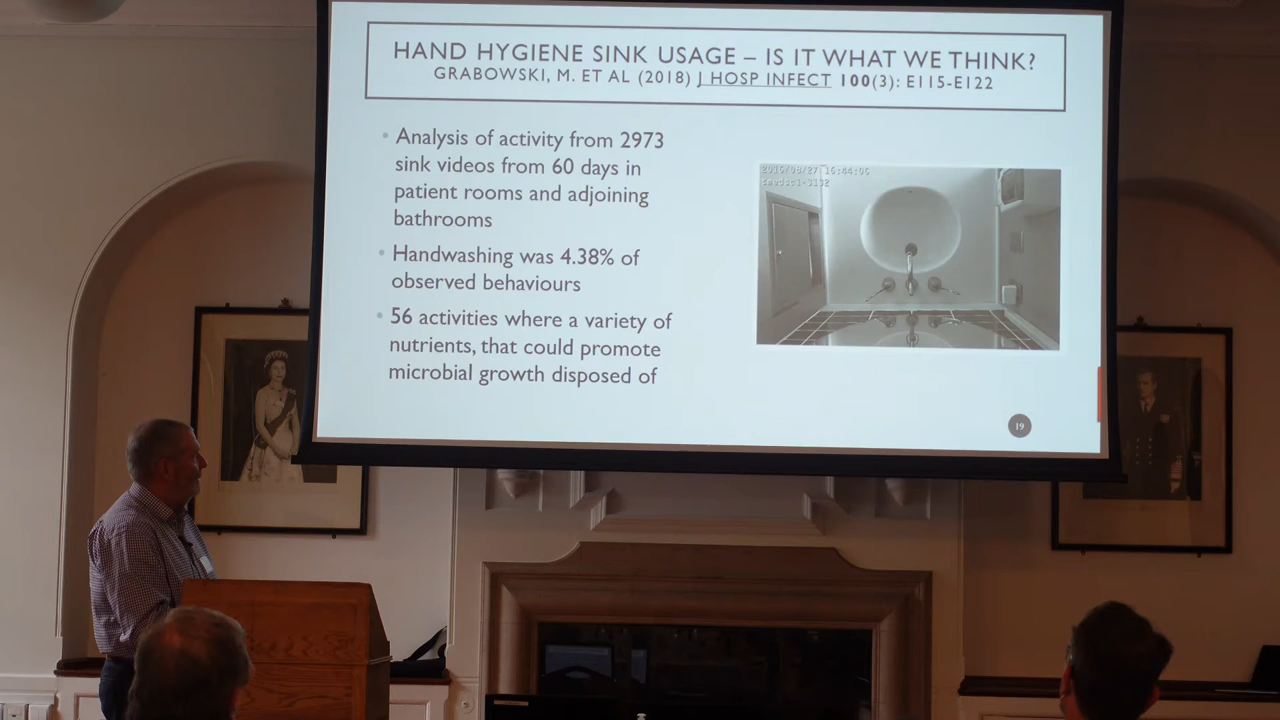 HAND HYGIENE SINK USAGE – IS IT WHAT WE THINK?
GRABOWSKI, M. ET AL (2018) J HOSP INFECT 100(3): E115-E122
• Analysis of activity from 2973
sink videos from 60 days in
patient rooms and adjoining
bathrooms
• Handwashing was 4.38% of
observed behaviours
• 56 activities where a variety of
nutrients, that could promote
microbial growth disposed of
19